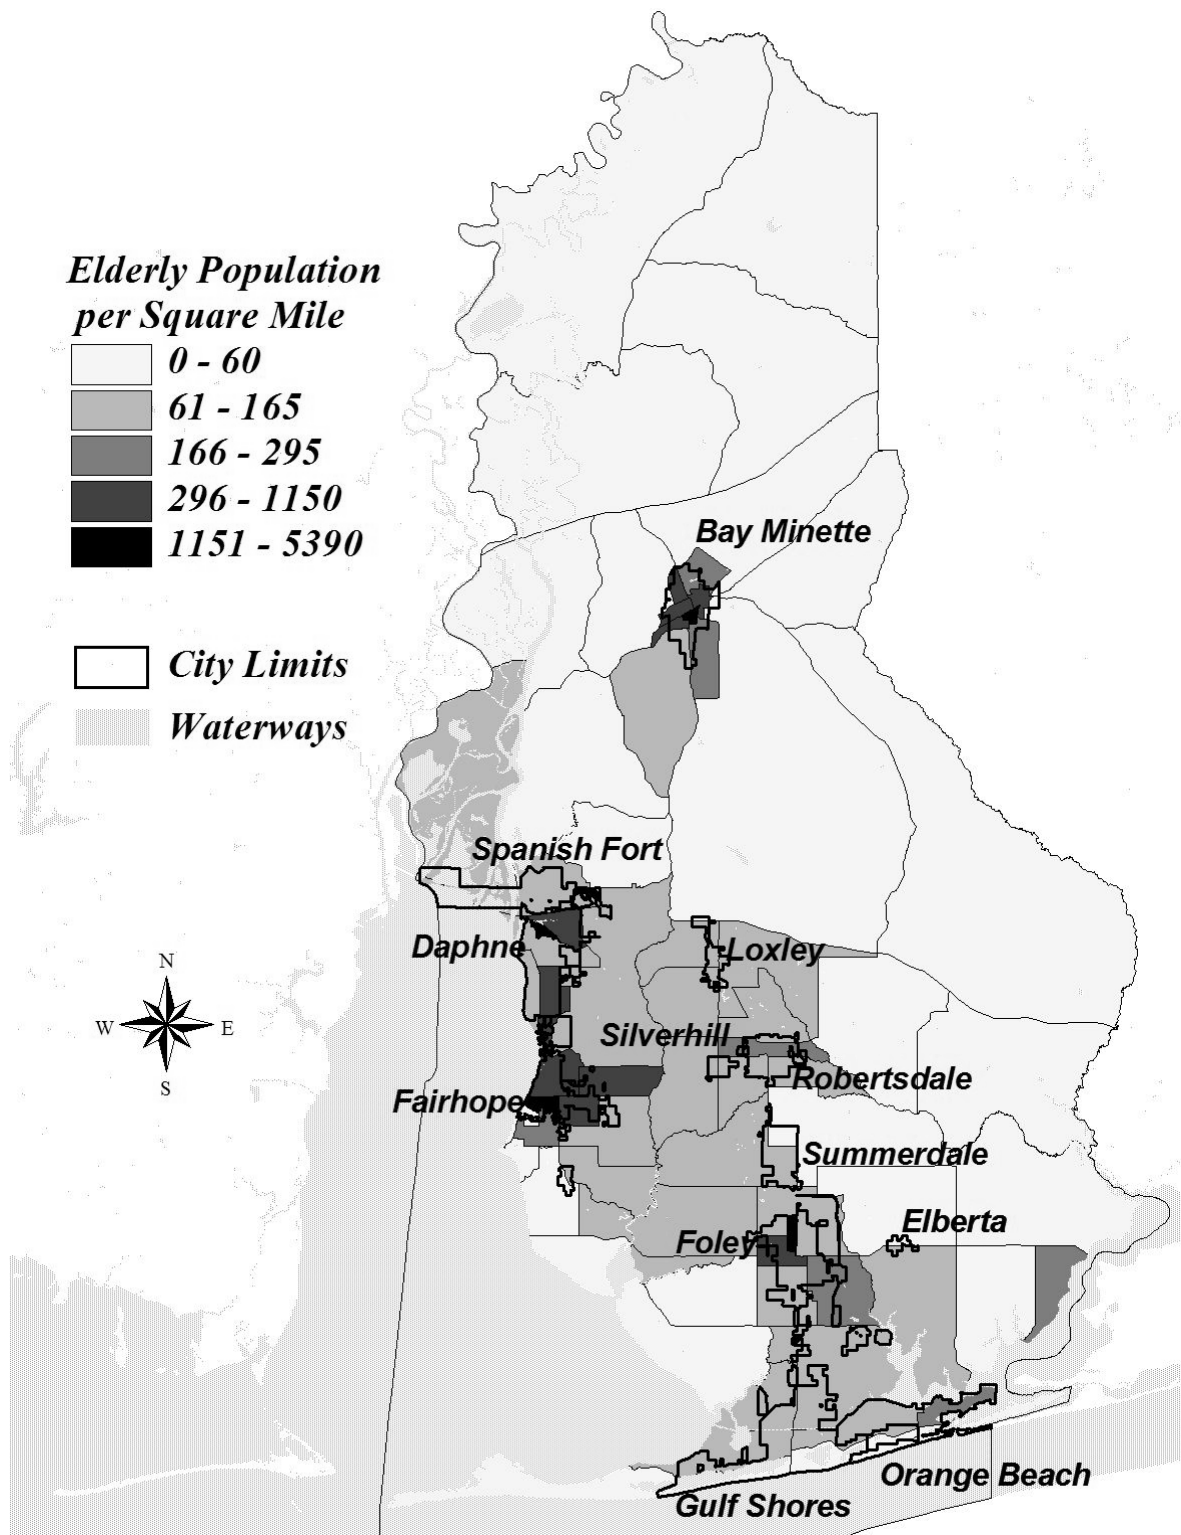 Elderly Population
per Square Mile
0 - 60
61 - 165
166 - 295
296 - 1150
1151 - 5390
City Limits
Waterways
Bay Minette
Spanish Fort
Daphne
Loxley
N
W
E
S
Silverhill
Robertsdale
Fairhope
Summerdale
Elberta
Foley
Orange Beach
Gulf Shores